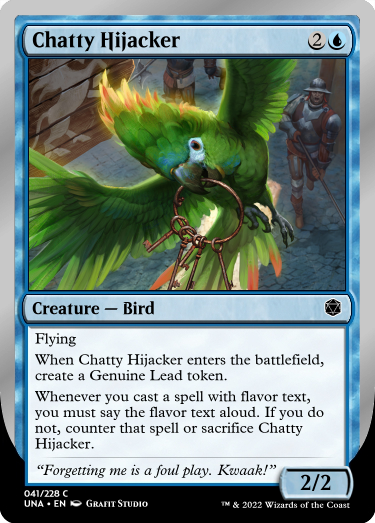 Chatty Hijacker 2
Creature — Bird
Flying
When Chatty Hijacker enters the battlefield,
create a Genuine Lead token.
Whenever you cast a spell with flavor text,
you must say the flavor text aloud. If you do
not, counter that spell or sacrifice Chatty
Hijacker.
“Forgetting me is a foul play. Kwaak!”
2/2
041/228 C
UNA • EN GRAFIT STUDIO
™ & 2022 Wizards of the Coast